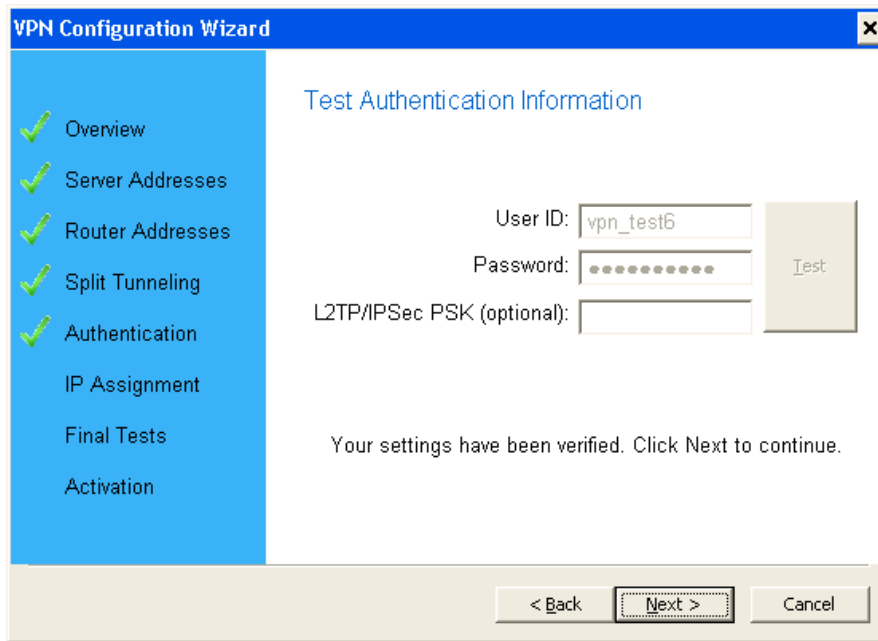 VPN Configuration Wizard
Overview
Server Addresses
Router Addresses
Split Tunneling
Authentication
IP Assignment
Final Tests
Activation
Test Authentication Information
User ID: vpn_test6
Password: ●●●●●●●●●●
L2TP/IPSec PSK (optional):
Test
Your settings have been verified. Click Next to continue.
< Back Next > Cancel